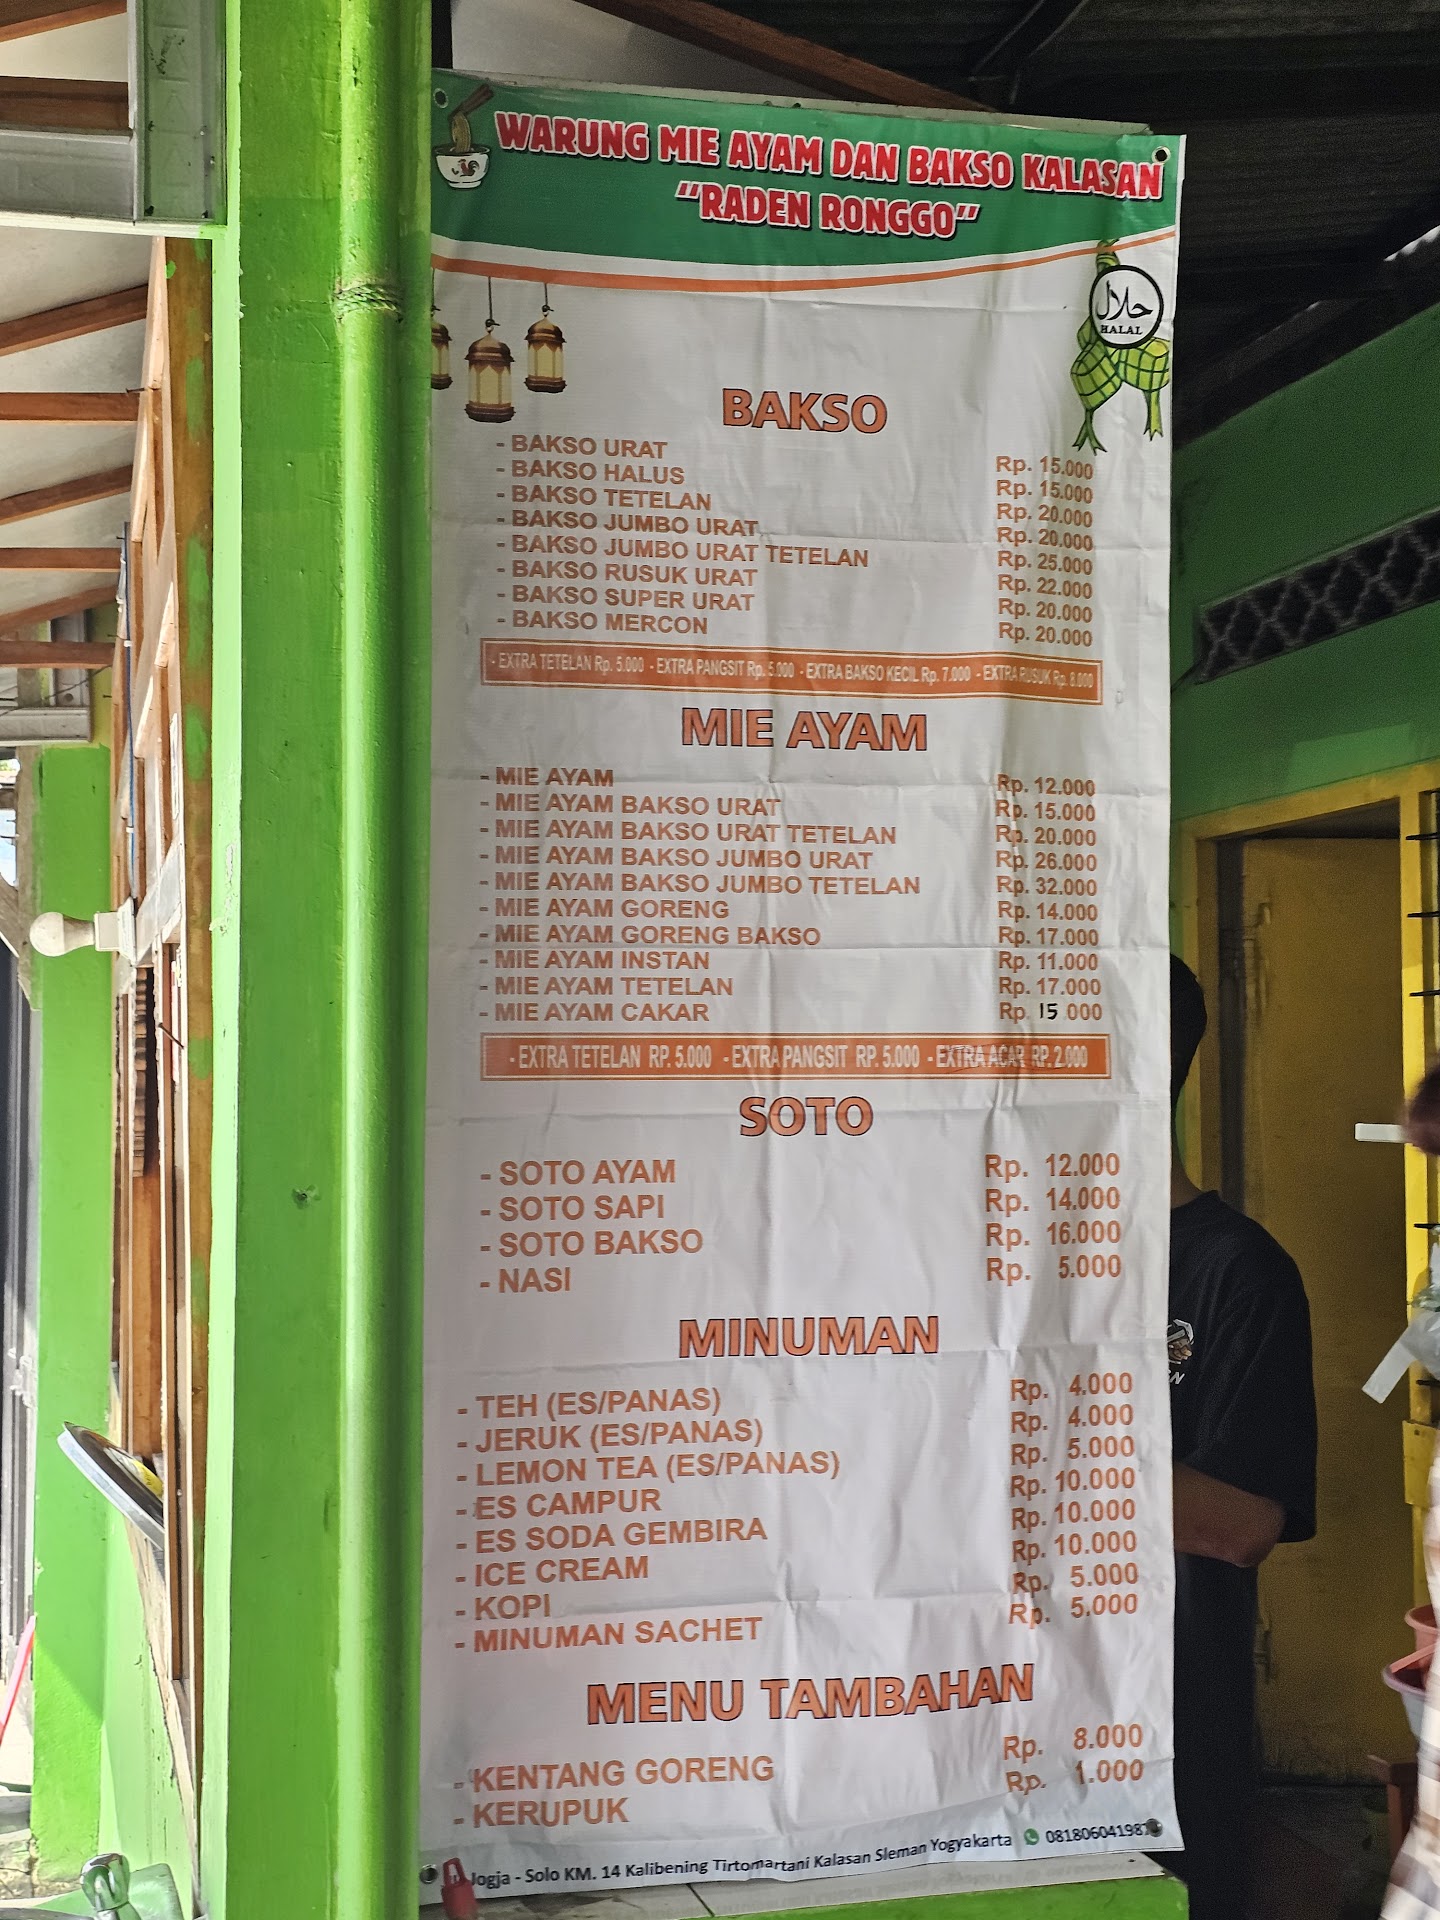 WARUNG MIE AYAM DAN BAKSO KALASAN
"RADEN RONGGO"
حلال
HALAL
BAKSO
- BAKSO URAT Rp. 15.000
- BAKSO HALUS Rp. 15.000
- BAKSO TETELAN Rp. 20.000
- BAKSO JUMBO URAT Rp. 20.000
- BAKSO JUMBO URAT TETELAN Rp. 25.000
- BAKSO RUSUK URAT Rp. 22.000
- BAKSO SUPER URAT Rp. 20.000
- BAKSO MERCON Rp. 20.000
- EXTRA TETELAN Rp. 5.000 - EXTRA PANGSIT Rp. 5.000 - EXTRA BAKSO KECIL Rp. 7.000 - EXTRA RUSUK Rp. 8.000
MIE AYAM
- MIE AYAM Rp. 12.000
- MIE AYAM BAKSO URAT Rp. 15.000
- MIE AYAM BAKSO URAT TETELAN Rp. 20.000
- MIE AYAM BAKSO JUMBO URAT Rp. 26.000
- MIE AYAM BAKSO JUMBO TETELAN Rp. 32.000
- MIE AYAM GORENG Rp. 14.000
- MIE AYAM GORENG BAKSO Rp. 17.000
- MIE AYAM INSTAN Rp. 11.000
- MIE AYAM TETELAN Rp. 17.000
- MIE AYAM CAKAR Rp. 15.000
- EXTRA TETELAN RP. 5.000 - EXTRA PANGSIT RP. 5.000 - EXTRA ACAR RP. 2.000
SOTO
- SOTO AYAM Rp. 12.000
- SOTO SAPI Rp. 14.000
- SOTO BAKSO Rp. 16.000
- NASI Rp. 5.000
MINUMAN
- TEH (ES/PANAS) Rp. 4.000
- JERUK (ES/PANAS) Rp. 4.000
- LEMON TEA (ES/PANAS) Rp. 5.000
- ES CAMPUR Rp. 10.000
- ES SODA GEMBIRA Rp. 10.000
- ICE CREAM Rp. 10.000
- KOPI Rp. 5.000
- MINUMAN SACHET Rp. 5.000
MENU TAMBAHAN
- KENTANG GORENG Rp. 8.000
- KERUPUK Rp. 1.000
Jogja - Solo KM. 14 Kalibening Tirtomartani Kalasan Sleman Yogyakarta